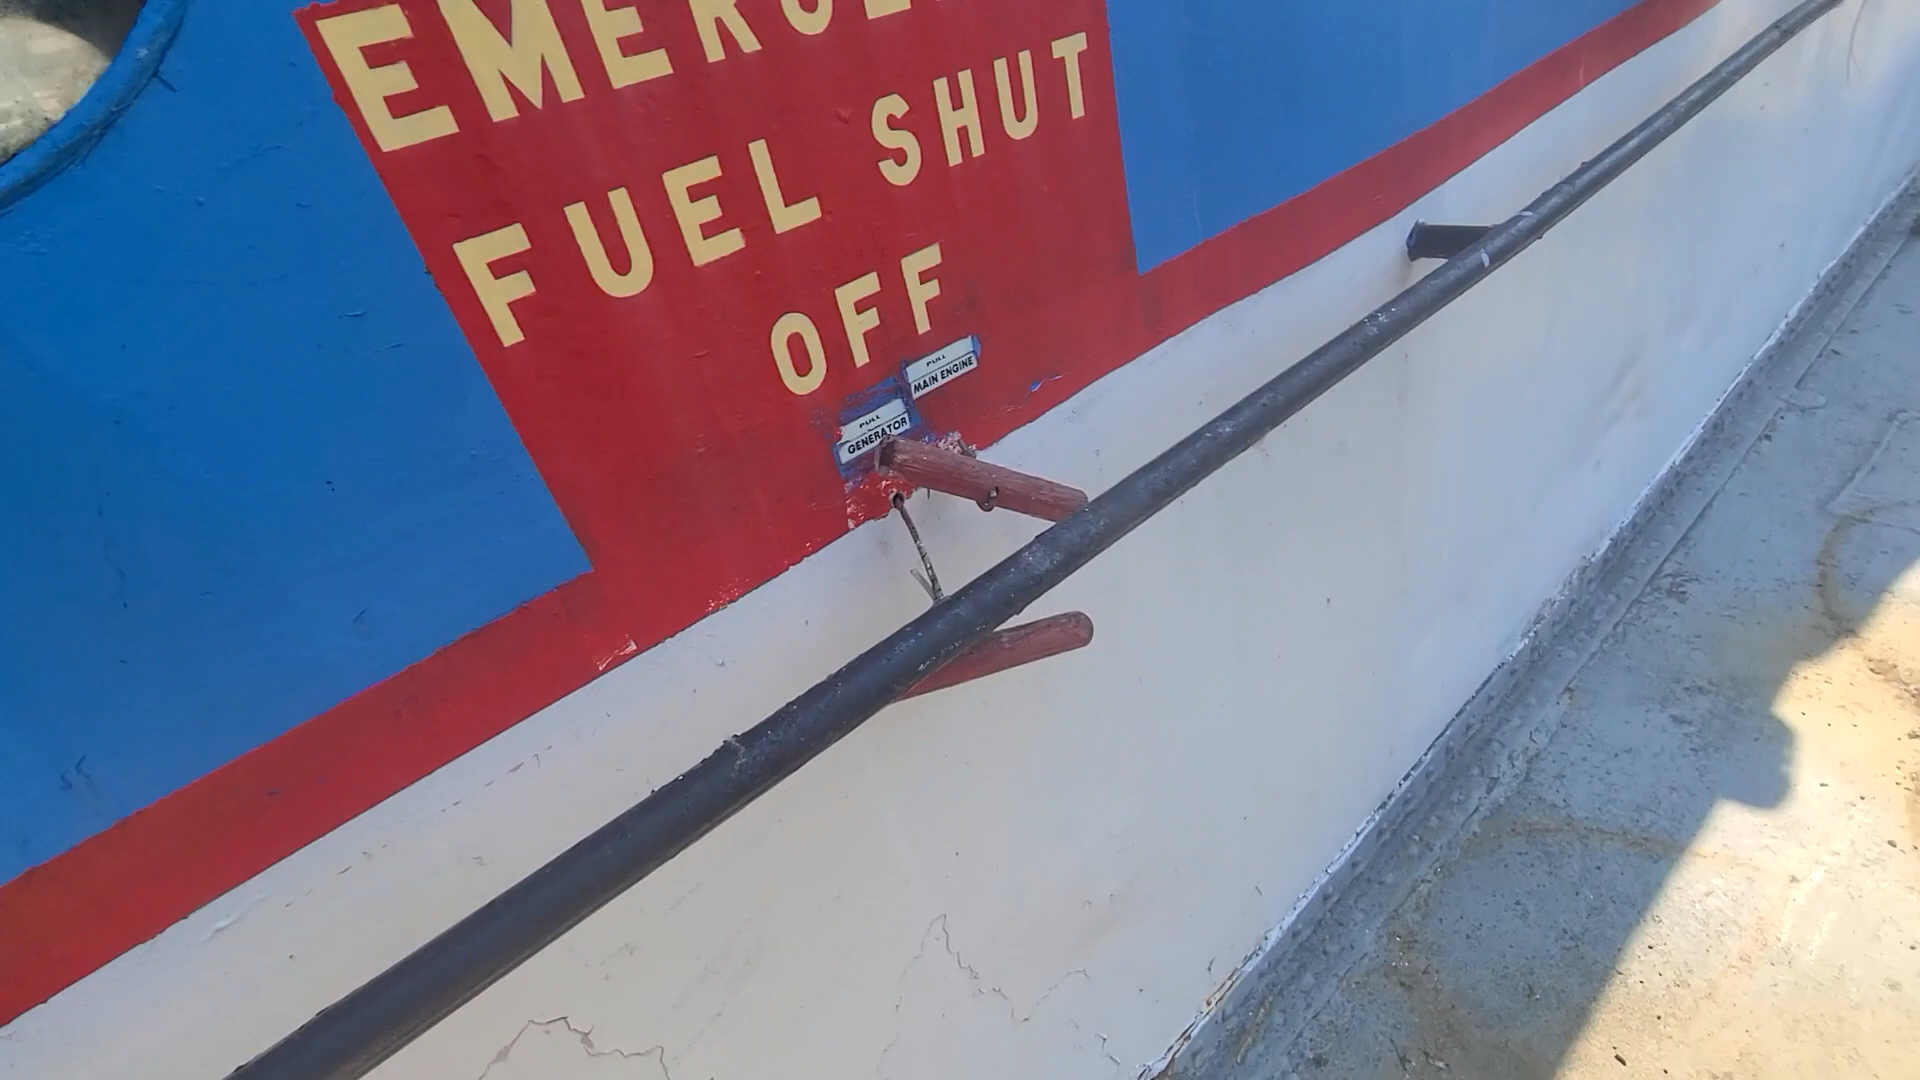 FUEL SHUT
OFF
PULL
MAIN ENGINE
PULL
GENERATOR